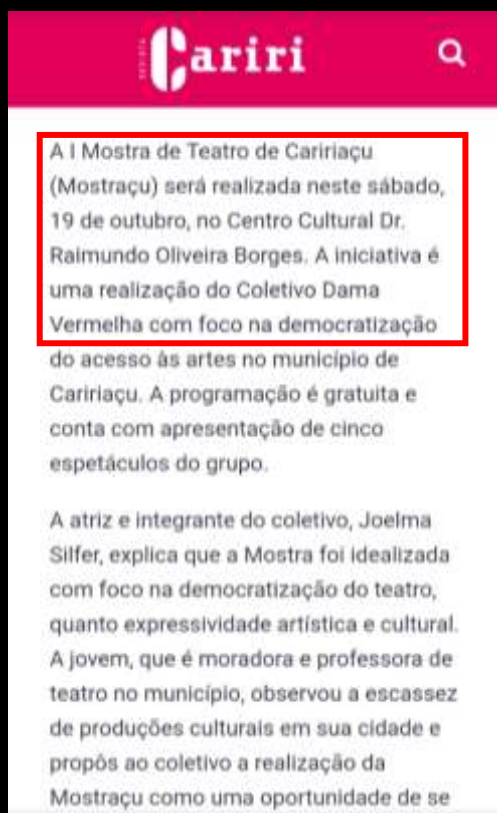 REVISTA
Cariri
A I Mostra de Teatro de Caririaçu
(Mostraçu) será realizada neste sábado,
19 de outubro, no Centro Cultural Dr.
Raimundo Oliveira Borges. A iniciativa é
uma realização do Coletivo Dama
Vermelha com foco na democratização
do acesso às artes no município de
Caririaçu. A programação é gratuita e
conta com apresentação de cinco
espetáculos do grupo.
A atriz e integrante do coletivo, Joelma
Silfer, explica que a Mostra foi idealizada
com foco na democratização do teatro,
quanto expressividade artística e cultural.
A jovem, que é moradora e professora de
teatro no município, observou a escassez
de produções culturais em sua cidade e
propôs ao coletivo a realização da
Mostraçu como uma oportunidade de se